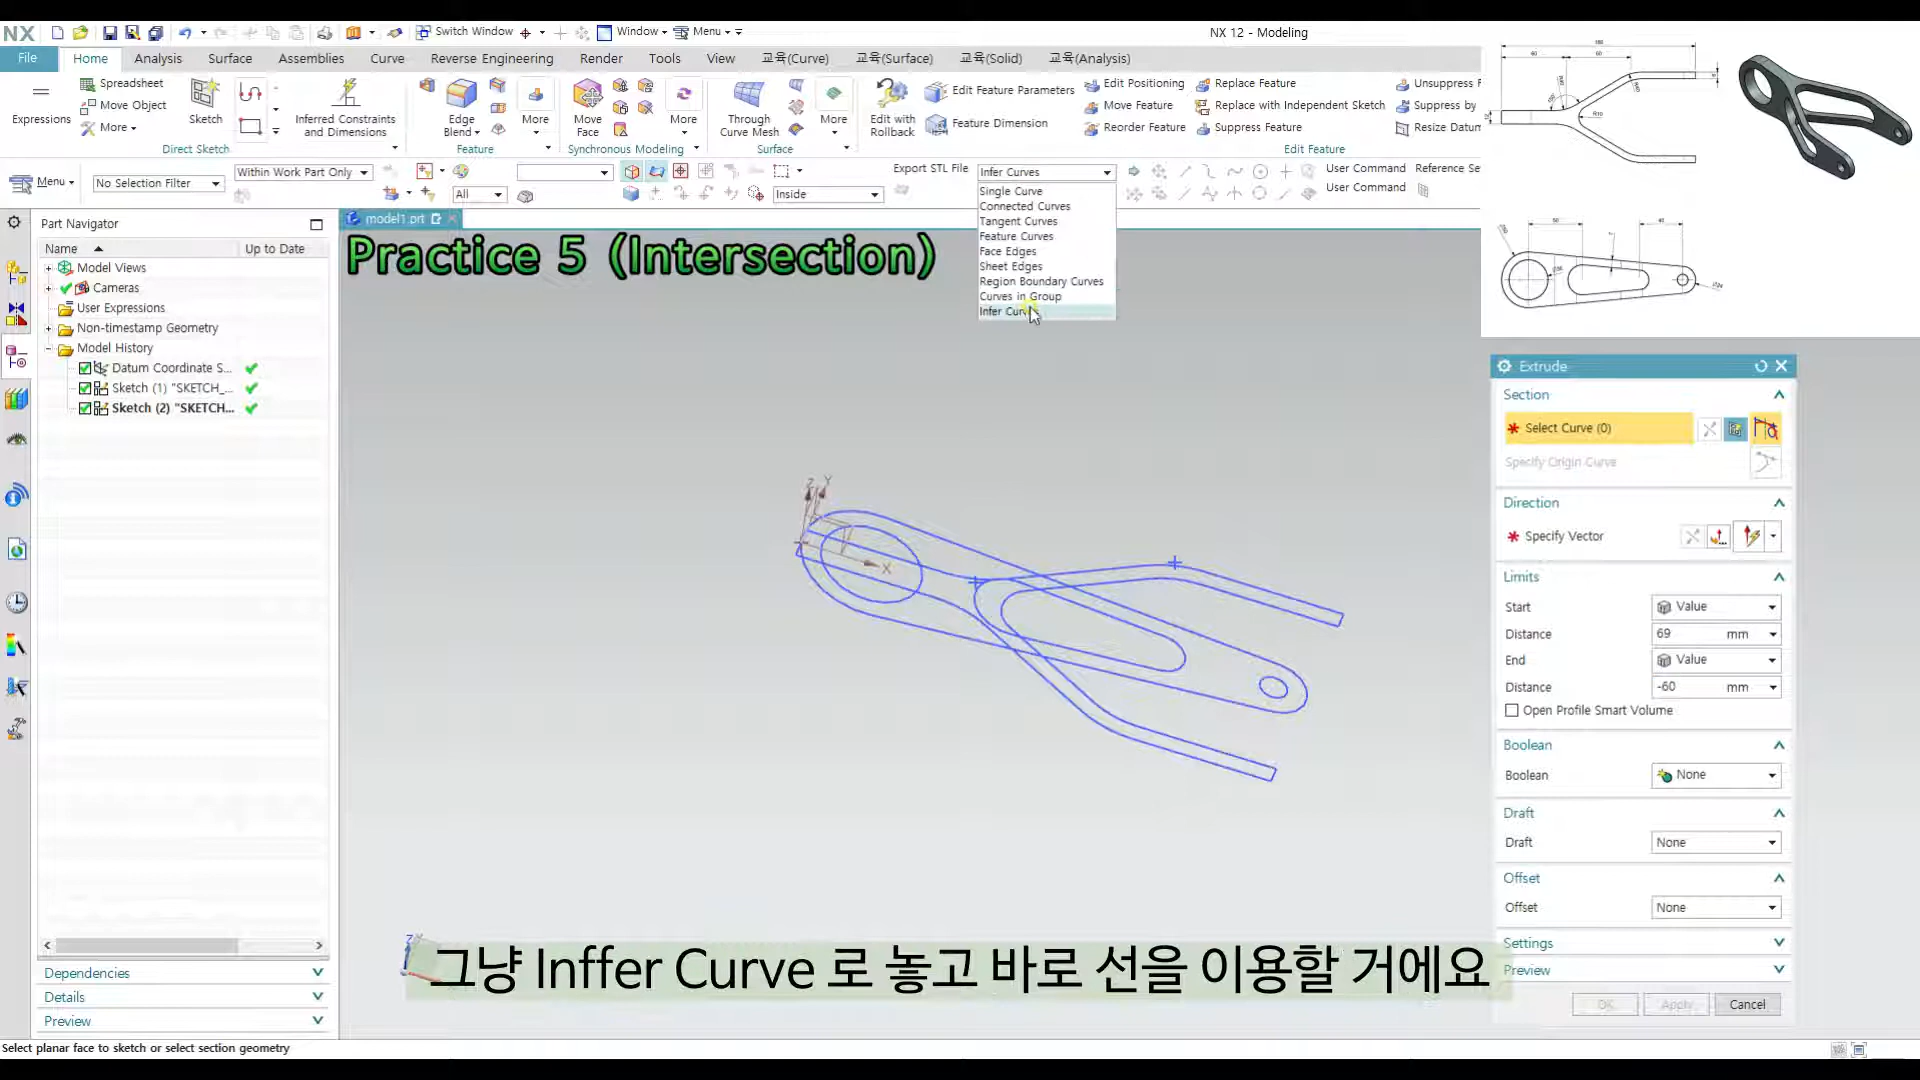 NX
Switch Window
Window
Menu
NX 12 - Modeling
File
Home
Analysis
Surface
Assemblies
Curve
Reverse Engineering
Render
Tools
View
교육(Curve)
교육(Surface)
교육(Solid)
교육(Analysis)
Expressions
Spreadsheet
Move Object
More
Sketch
Direct Sketch
Inferred Constraints and Dimensions
Edge Blend
More
Feature
Move Face
More
Synchronous Modeling
Through Curve Mesh
More
Surface
Edit with Rollback
Edit Feature Parameters
Feature Dimension
Edit Positioning
Move Feature
Reorder Feature
Replace Feature
Replace with Independent Sketch
Suppress Feature
Unsuppress F
Suppress by
Resize Datum
Edit Feature
Menu
No Selection Filter
Within Work Part Only
All
Inside
Export STL File
Infer Curves
User Command
Reference Se
User Command
Single Curve
Connected Curves
Tangent Curves
Feature Curves
Face Edges
Sheet Edges
Region Boundary Curves
Curves in Group
Infer Cur
Part Navigator
Name
Up to Date
Model Views
Cameras
User Expressions
Non-timestamp Geometry
Model History
Datum Coordinate S...
Sketch (1) "SKETCH_...
Sketch (2) "SKETCH...
Dependencies
Details
Preview
model1.prt
Practice 5 (Intersection)
Z
Y
X
Extrude
Section
* Select Curve (0)
Specify Origin Curve
Direction
* Specify Vector
Limits
Start
Value
Distance
69 mm
End
Value
Distance
-60 mm
Open Profile Smart Volume
Boolean
Boolean
None
Draft
Draft
None
Offset
Offset
None
Settings
Preview
OK
Apply
Cancel
그냥 Inffer Curve 로 놓고 바로 선을 이용할 거에요
Select planar face to sketch or select section geometry